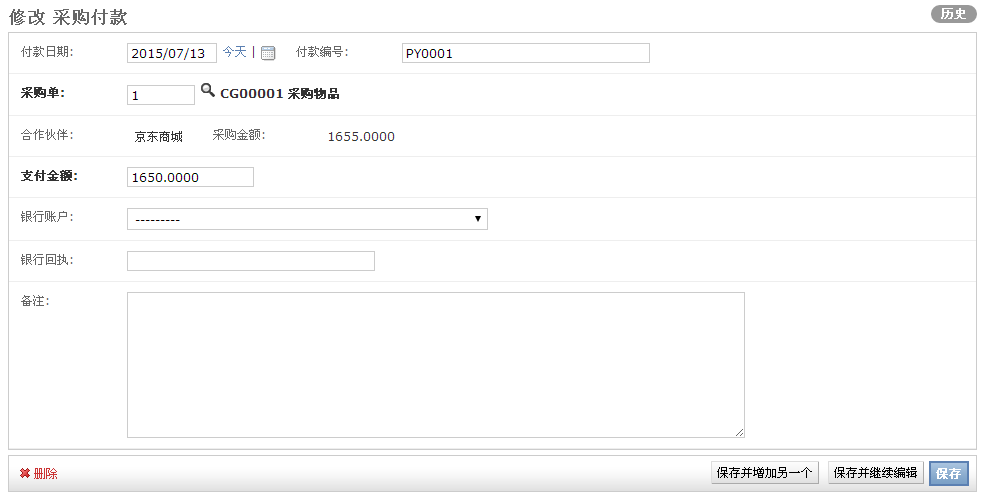 修改 采购付款
历史
付款日期: 2015/07/13 今天 | 付款编号: PY0001
采购单: 1 CG00001 采购物品
合作伙伴: 京东商城 采购金额: 1655.0000
支付金额: 1650.0000
银行账户: ---------
银行回执:
备注:
删除 保存并增加另一个 保存并继续编辑 保存